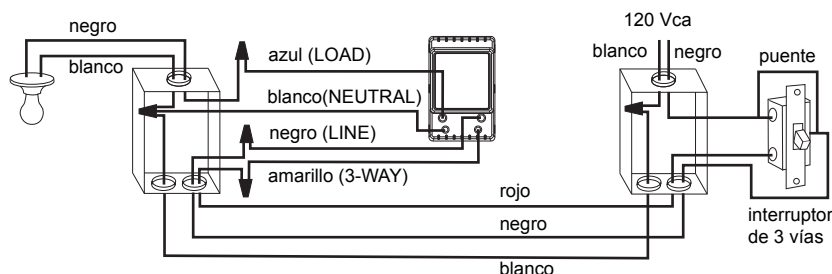 negro
blanco
azul (LOAD)
blanco(NEUTRAL)
negro (LINE)
amarillo (3-WAY)
120 Vca
blanco
negro
puente
rojo
negro
blanco
interruptor
de 3 vías